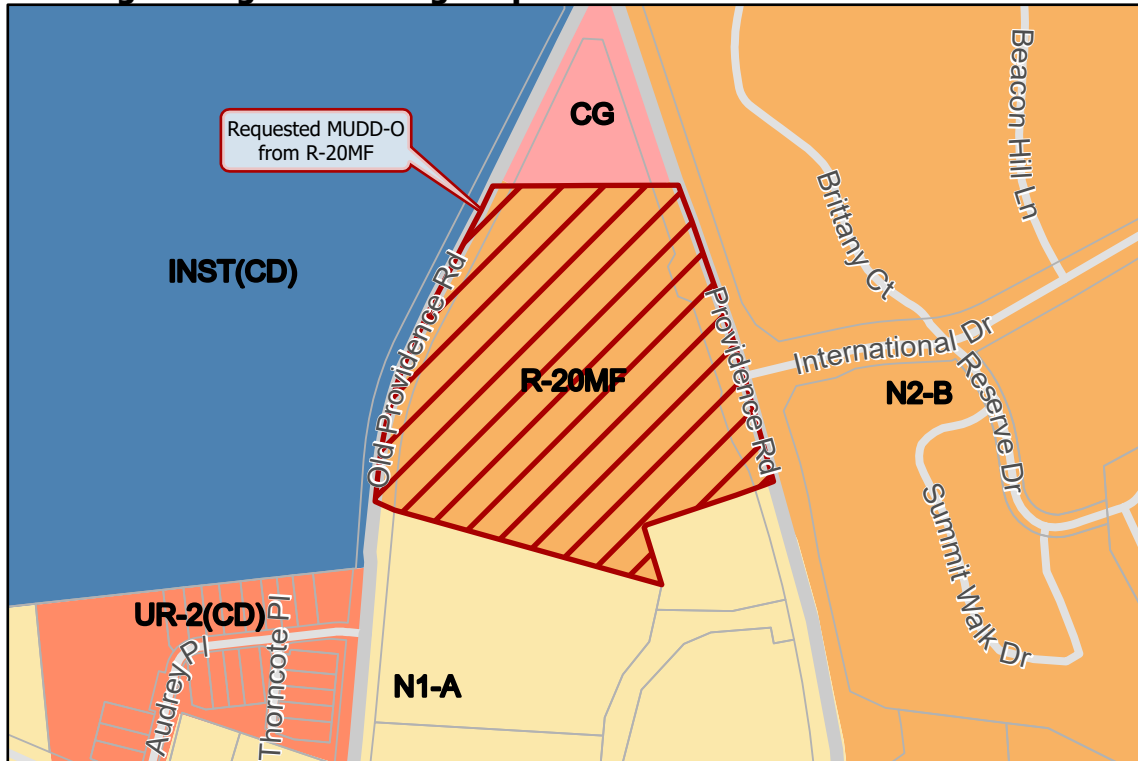 CG
Beacon Hill Ln
Requested MUDD-O
from R-20MF
Brittany Ct
INST(CD)
Old Providence Rd
Providence Rd
International Dr
R-20MF
N2-B
Reserve Dr
Summit Walk Dr
UR-2(CD)
Audrey Pl
Thorncote Pl
N1-A